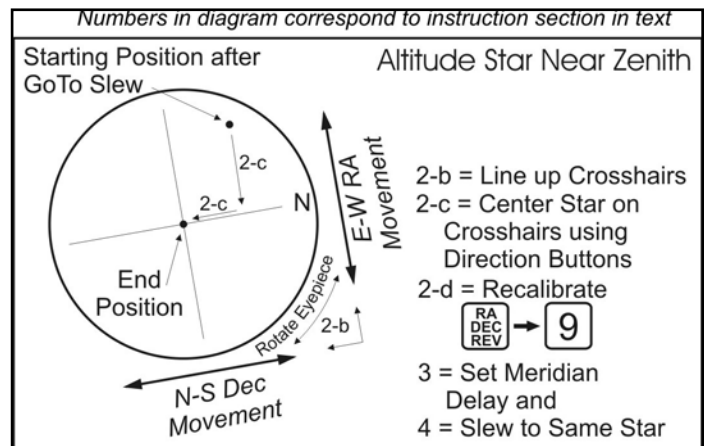 Numbers in diagram correspond to instruction section in text
Starting Position after
GoTo Slew
Altitude Star Near Zenith
2-c
2-c
N
E-W RA
Movement
End
Position
Rotate Eyepiece
2-b
N-S Dec
Movement
2-b = Line up Crosshairs
2-c = Center Star on
Crosshairs using
Direction Buttons
2-d = Recalibrate
RA
DEC
REV
9
3 = Set Meridian
Delay and
4 = Slew to Same Star